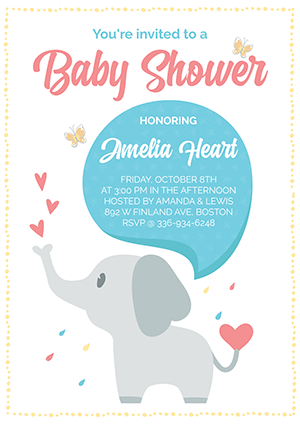 You're invited to a
Baby Shower
HONORING
Amelia Heart
FRIDAY, OCTOBER 8TH
AT 3:00 PM IN THE AFTERNOON
HOSTED BY AMANDA & LEWIS
892 W FINLAND AVE, BOSTON
RSVP @ 336-934-6248